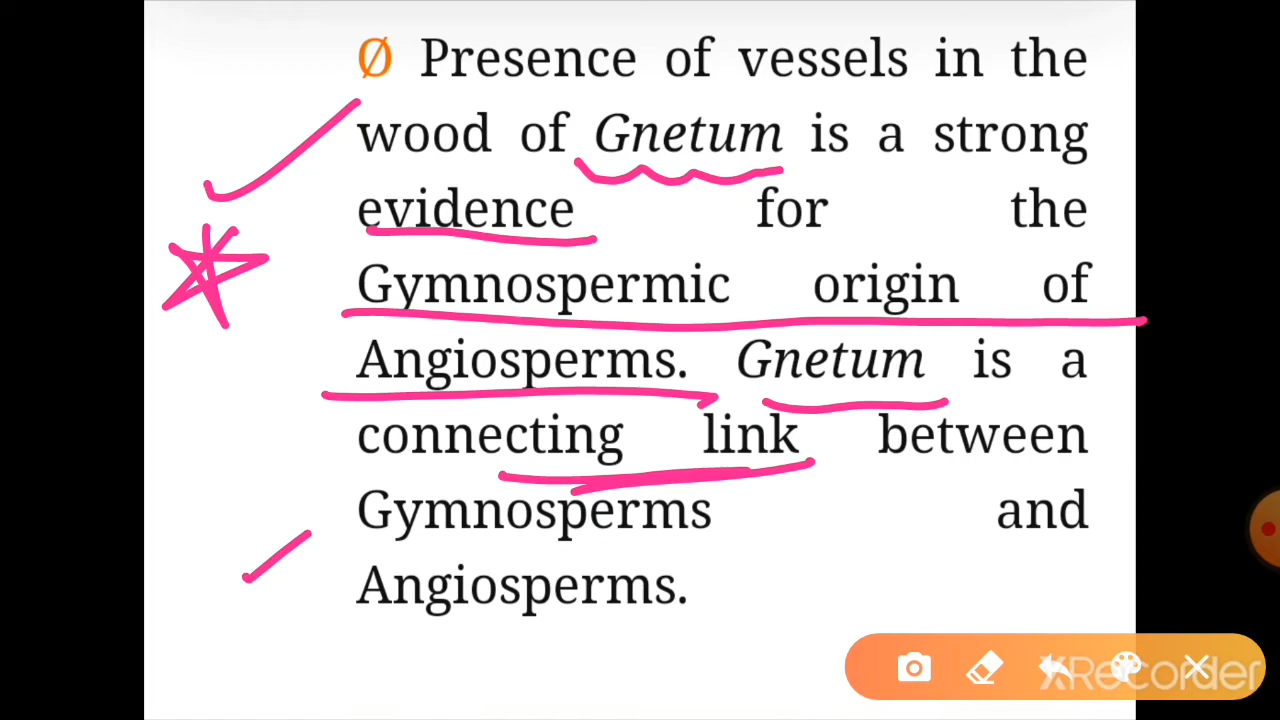 Ø Presence of vessels in the
wood of Gnetum is a strong
evidence for the
Gymnospermic origin of
Angiosperms. Gnetum is a
connecting link between
Gymnosperms and
Angiosperms.
XRecorder